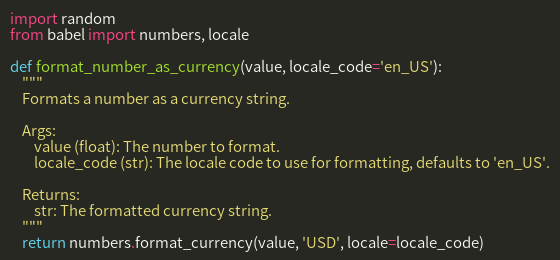 import random
from babel import numbers, locale

def format_number_as_currency(value, locale_code='en_US'):
    """
    Formats a number as a currency string.

    Args:
        value (float): The number to format.
        locale_code (str): The locale code to use for formatting, defaults to 'en_US'.

    Returns:
        str: The formatted currency string.
    """
    return numbers.format_currency(value, 'USD', locale=locale_code)